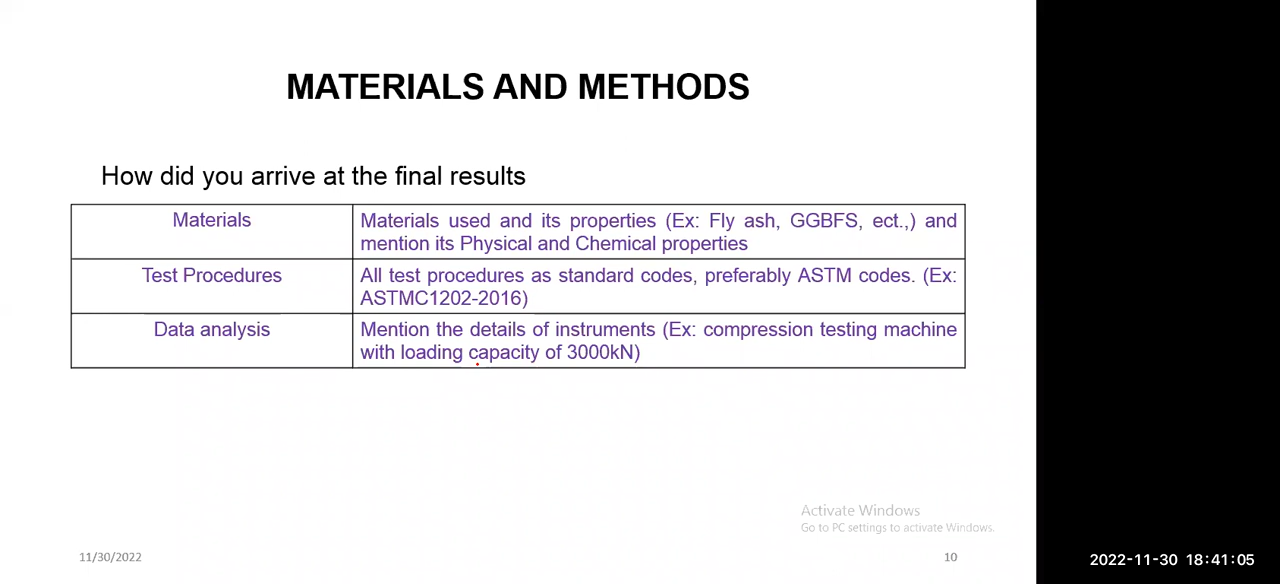 MATERIALS AND METHODS
How did you arrive at the final results
Materials
Materials used and its properties (Ex: Fly ash, GGBFS, ect.,) and
mention its Physical and Chemical properties
Test Procedures
All test procedures as standard codes, preferably ASTM codes. (Ex:
ASTMC1202-2016)
Data analysis
Mention the details of instruments (Ex: compression testing machine
with loading capacity of 3000kN)
Activate Windows
Go to PC settings to activate Windows.
11/30/2022
10
2022-11-30 18:41:05